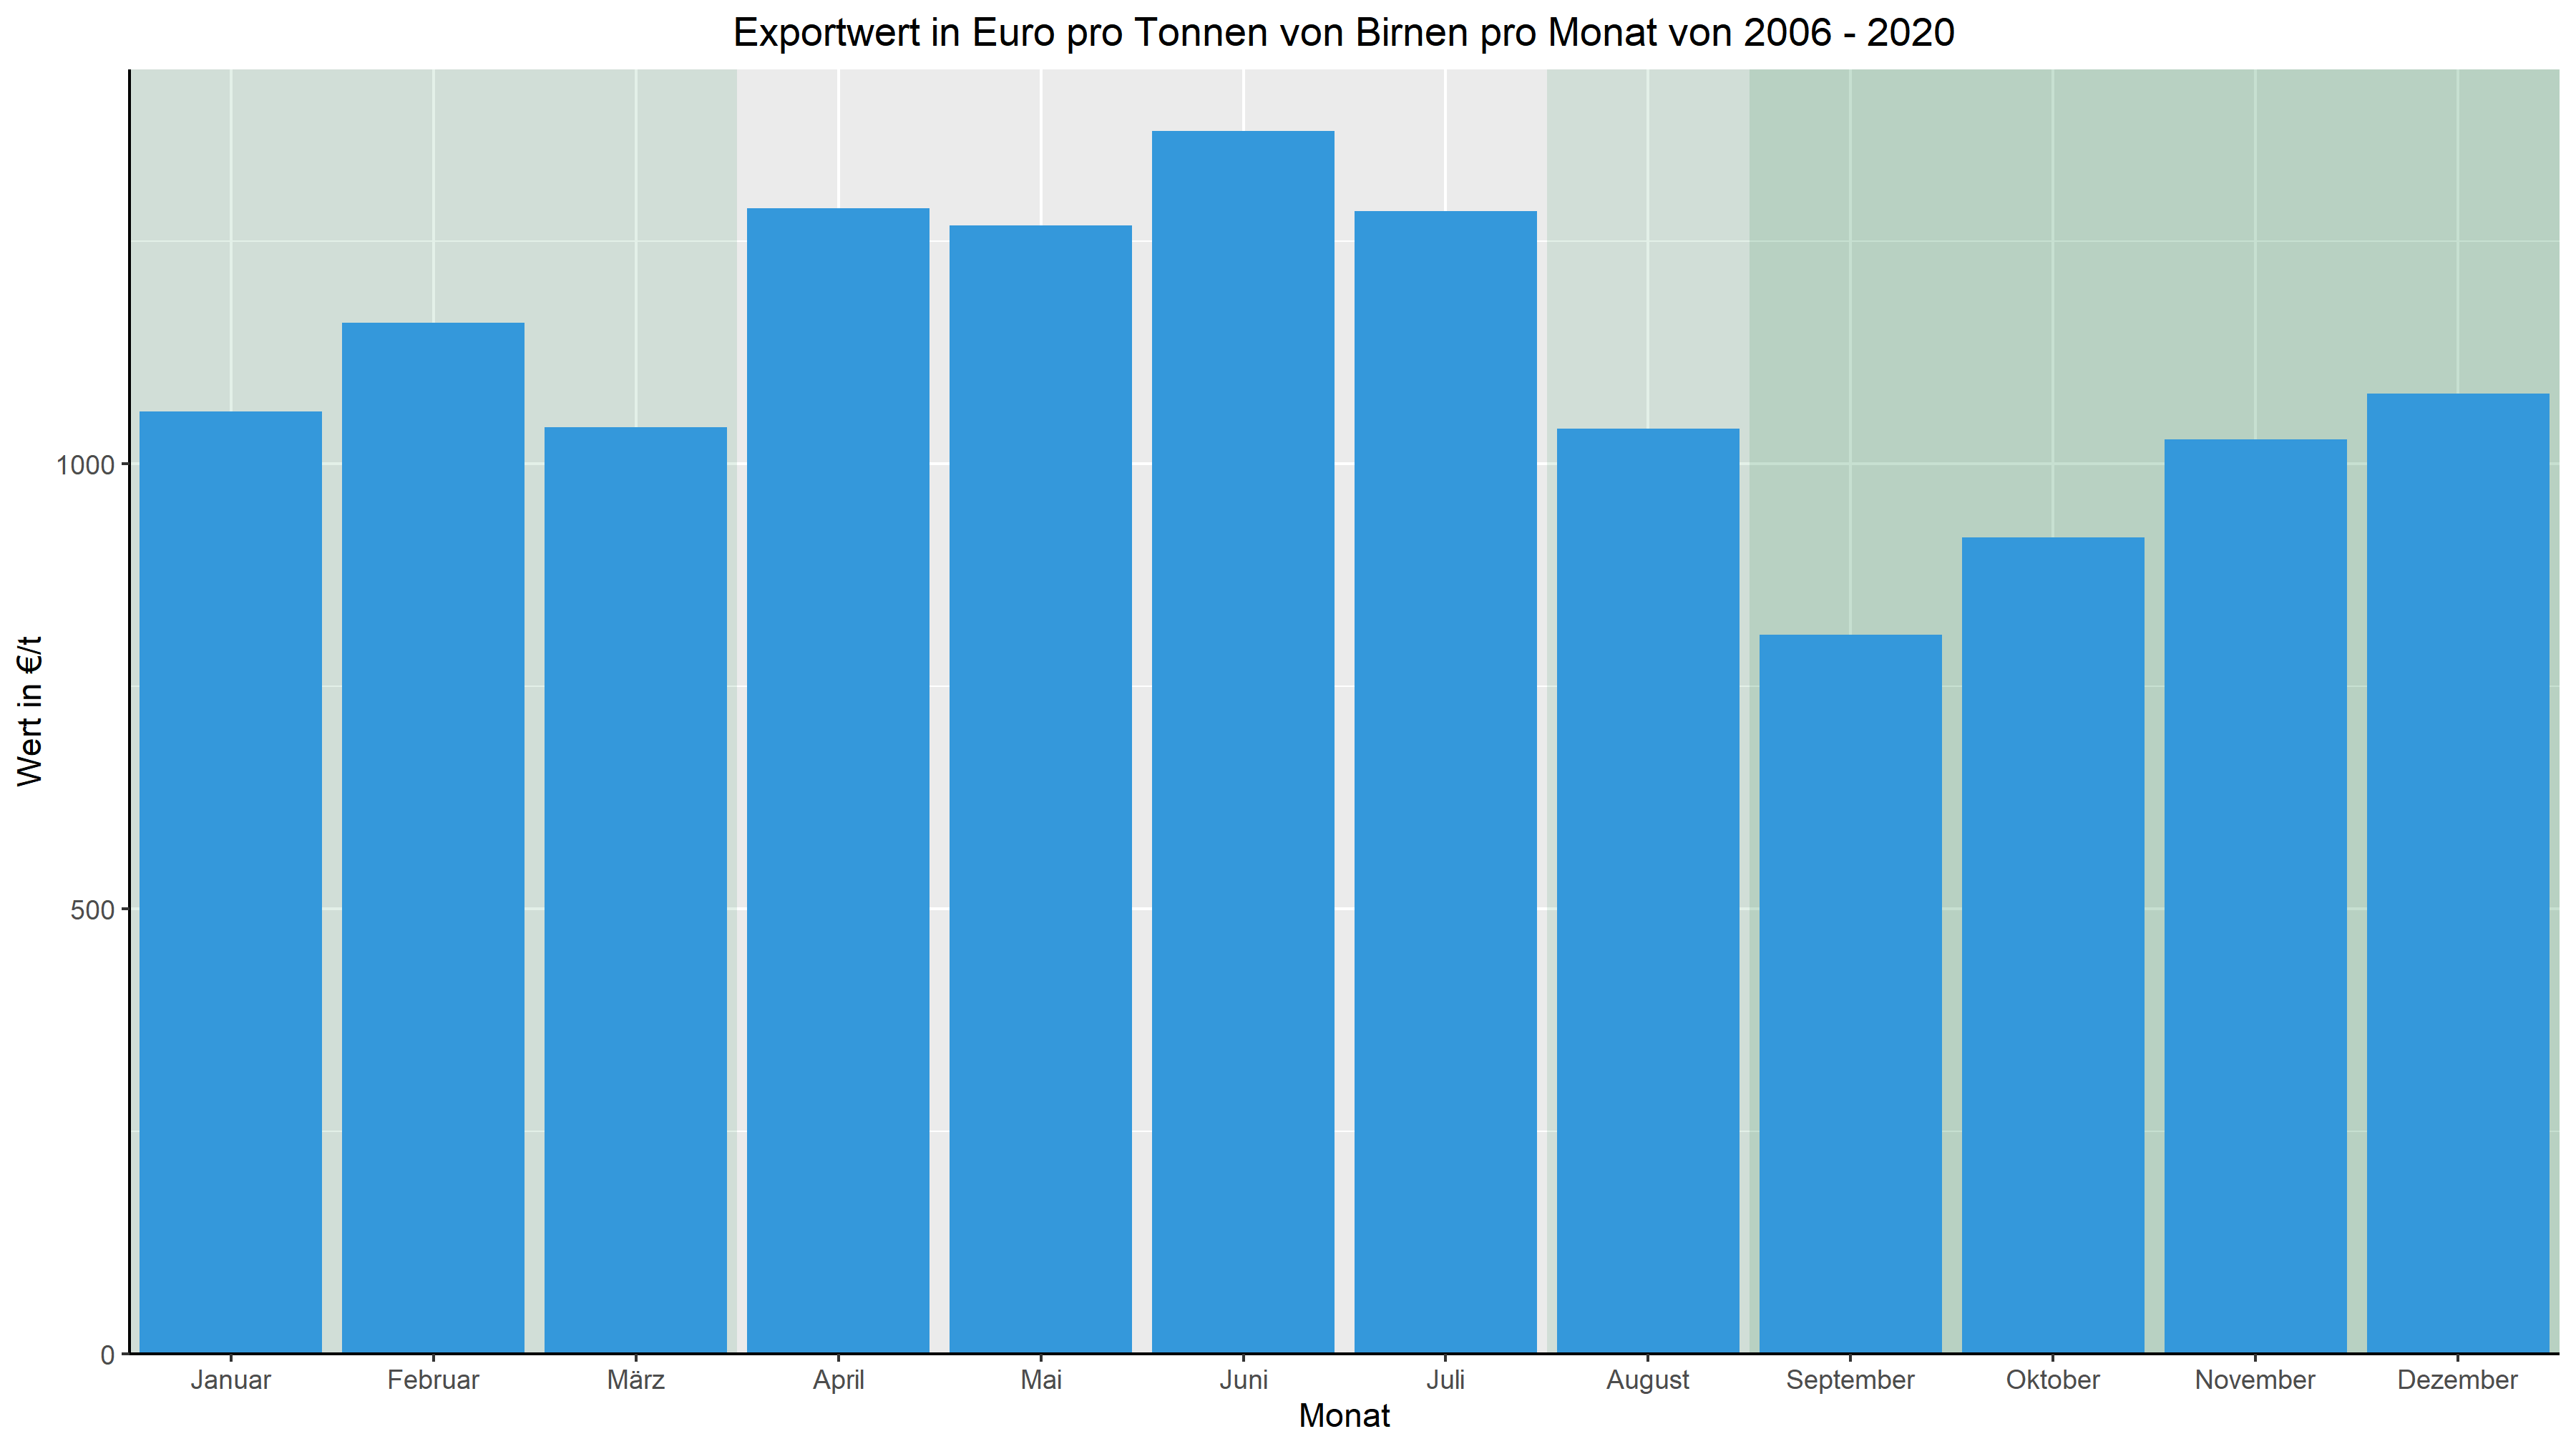 Exportwert in Euro pro Tonnen von Birnen pro Monat von 2006 - 2020
Wert in €/t
1000
500
0
Januar Februar März April Mai Juni Juli August September Oktober November Dezember
Monat